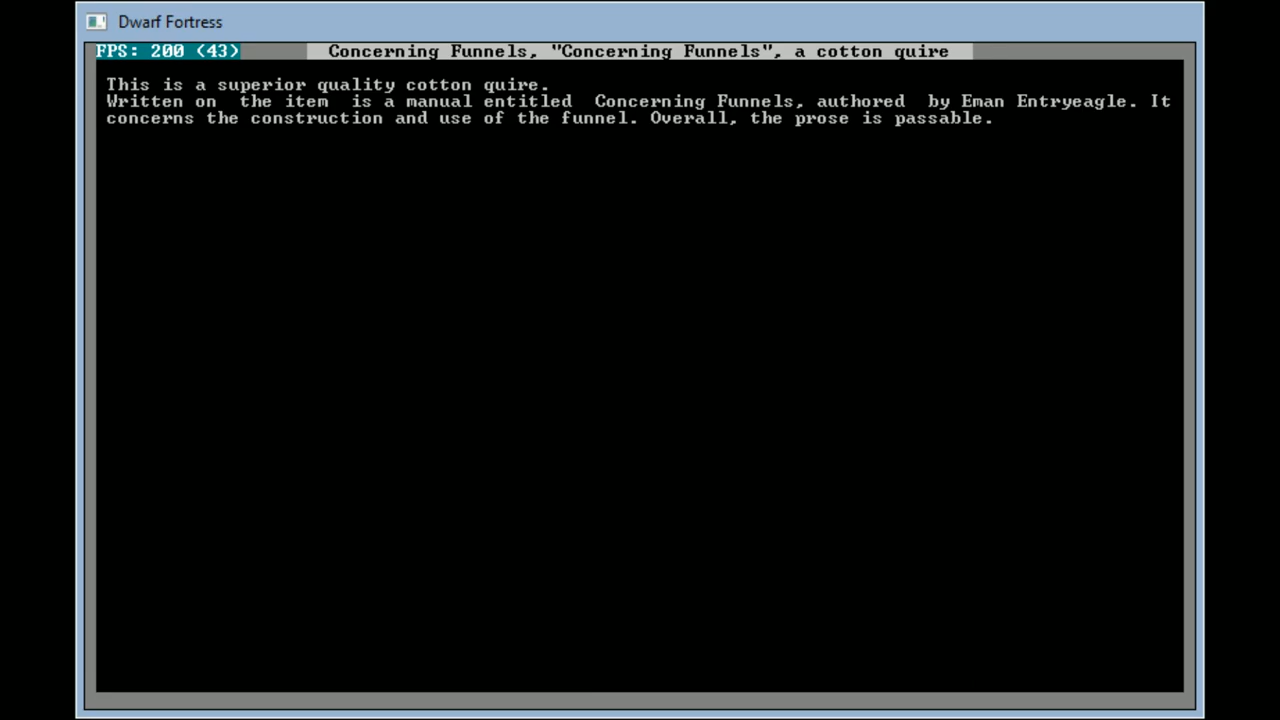 Dwarf Fortress
FPS: 200 (43) Concerning Funnels, "Concerning Funnels", a cotton quire
This is a superior quality cotton quire.
Written on the item is a manual entitled Concerning Funnels, authored by Eman Entryeagle. It
concerns the construction and use of the funnel. Overall, the prose is passable.